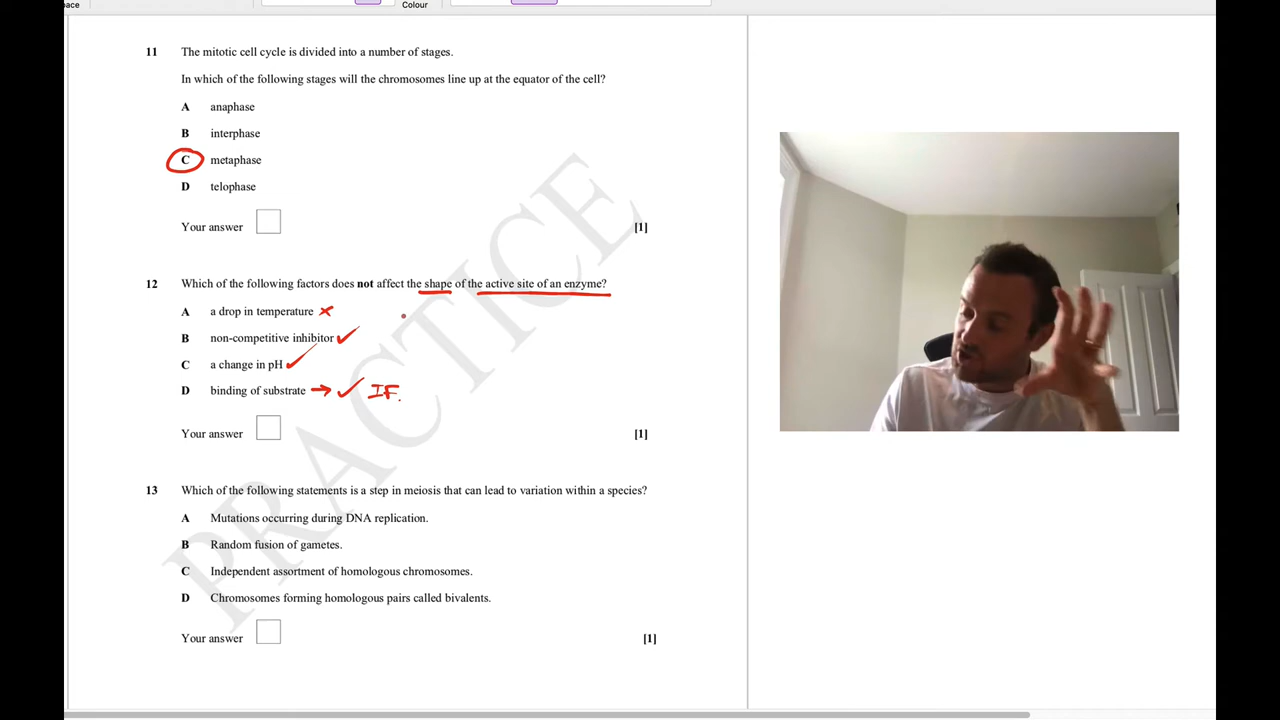 pace
Colour
11 The mitotic cell cycle is divided into a number of stages.
In which of the following stages will the chromosomes line up at the equator of the cell?
A anaphase
B interphase
C metaphase
D telophase
Your answer [1]
12 Which of the following factors does not affect the shape of the active site of an enzyme?
A a drop in temperature
B non-competitive inhibitor
C a change in pH
D binding of substrate → ✓ IF.
Your answer [1]
13 Which of the following statements is a step in meiosis that can lead to variation within a species?
A Mutations occurring during DNA replication.
B Random fusion of gametes.
C Independent assortment of homologous chromosomes.
D Chromosomes forming homologous pairs called bivalents.
Your answer [1]
PRACTICE